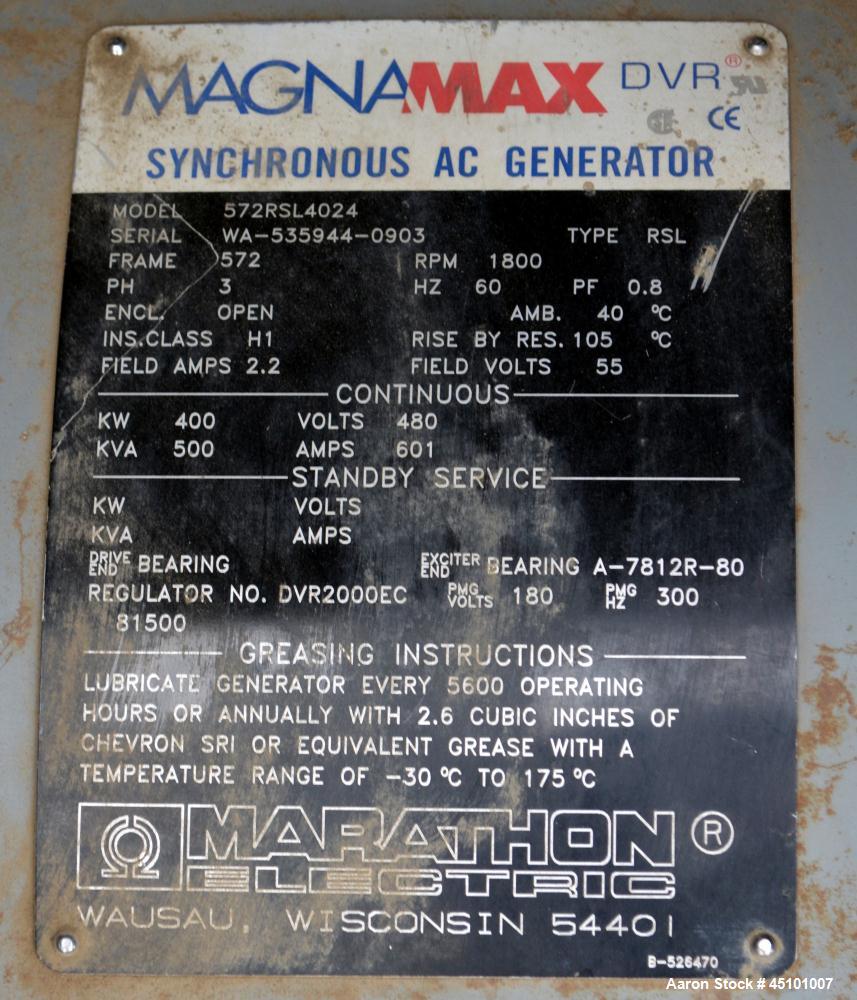 MAGNAMAX DVR®
CE
SYNCHRONOUS AC GENERATOR
MODEL 572RSL4024
SERIAL WA-535944-0903 TYPE RSL
FRAME 572 RPM 1800
PH 3 HZ 60 PF 0.8
ENCL. OPEN AMB. 40 °C
INS.CLASS H1 RISE BY RES. 105 °C
FIELD AMPS 2.2 FIELD VOLTS 55
CONTINUOUS
KW 400 VOLTS 480
KVA 500 AMPS 601
STANDBY SERVICE
KW VOLTS
KVA AMPS
DRIVE END BEARING EXCITER END BEARING A-7812R-80
REGULATOR NO. DVR2000EC PMG VOLTS 180 PMG HZ 300
81500
GREASING INSTRUCTIONS
LUBRICATE GENERATOR EVERY 5600 OPERATING
HOURS OR ANNUALLY WITH 2.6 CUBIC INCHES OF
CHEVRON SRI OR EQUIVALENT GREASE WITH A
TEMPERATURE RANGE OF -30 °C TO 175 °C
MARATHON ®
ELECTRIC
WAUSAU, WISCONSIN 54401
B-526470
Aaron Stock # 45101007